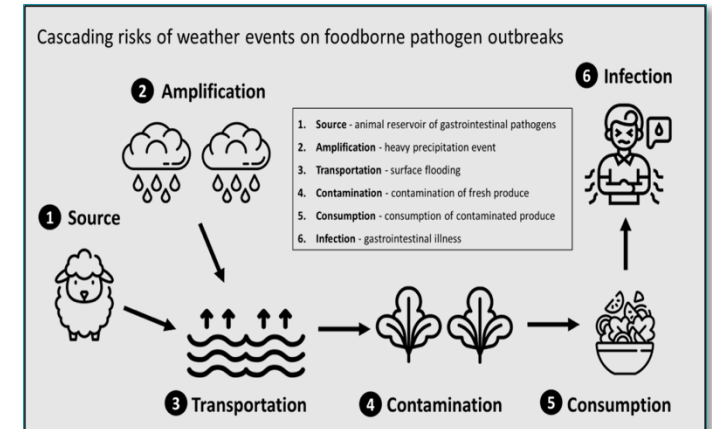 Cascading risks of weather events on foodborne pathogen outbreaks
6 Infection
2 Amplification
1. Source - animal reservoir of gastrointestinal pathogens
2. Amplification - heavy precipitation event
3. Transportation - surface flooding
4. Contamination - contamination of fresh produce
5. Consumption - consumption of contaminated produce
6. Infection - gastrointestinal illness
1 Source
3 Transportation
4 Contamination
5 Consumption